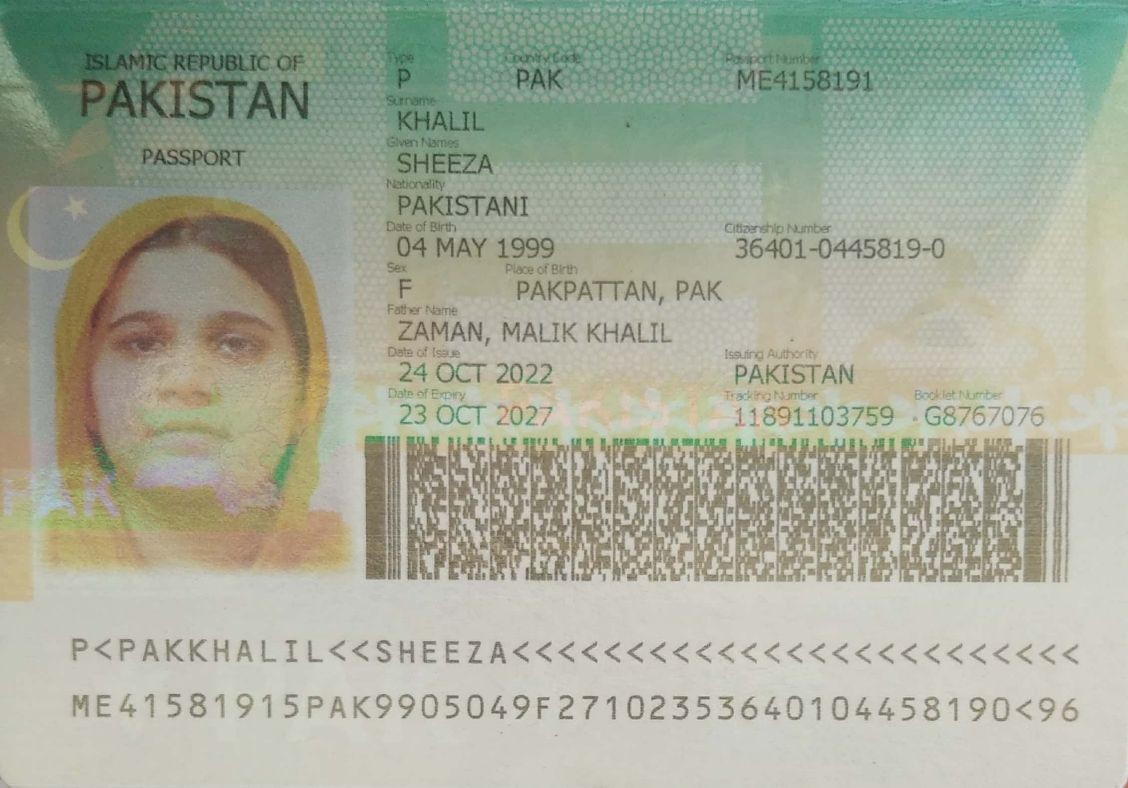 ISLAMIC REPUBLIC OF
PAKISTAN
PASSPORT
Type Country Code Passport Number
P PAK ME4158191
Surname
KHALIL
Given Names
SHEEZA
Nationality
PAKISTANI
Date of Birth Citizenship Number
04 MAY 1999 36401-0445819-0
Sex Place of Birth
F PAKPATTAN, PAK
Father Name
ZAMAN, MALIK KHALIL
Date of Issue Issuing Authority
24 OCT 2022 PAKISTAN
Date of Expiry Tracking Number Booklet Number
23 OCT 2027 11891103759 G8767076
PAK
P<PAKKHALIL<<SHEEZA<<<<<<<<<<<<<<<<<<<<<<<<<
ME41581915PAK9905049F27102353640104458190<96